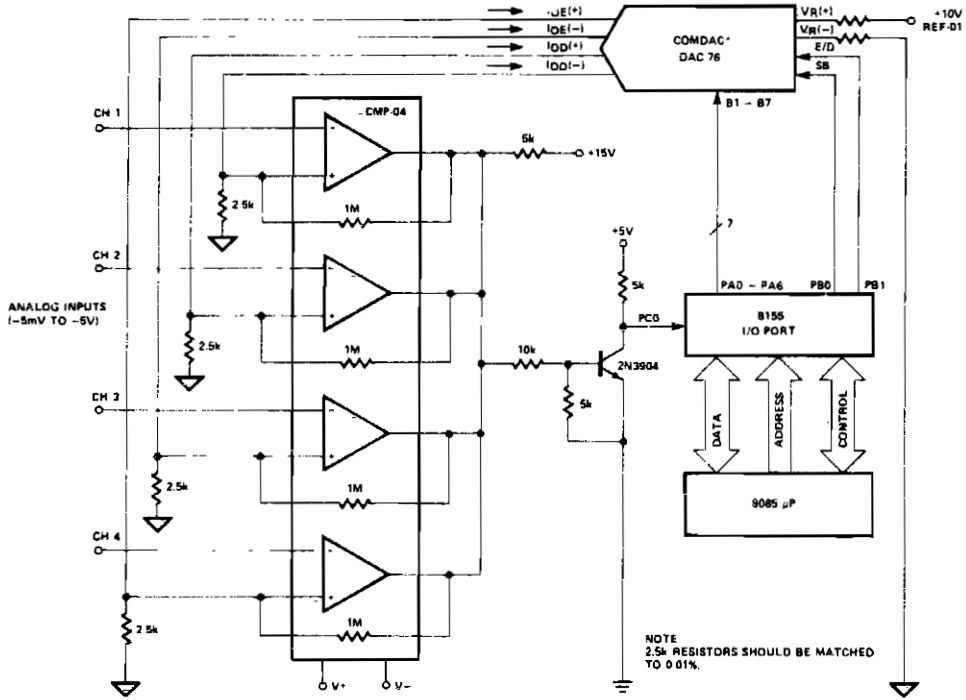 IOE(+)
IOE(−)
IOD(+)
IOD(−)
COMDAC*
DAC 76
VR(+)
VR(−)
E/D
SB
+10V
REF-01
B1 – B7
CH 1
CMP-04
5k
+15V
2 5k
1M
7
+5V
5k
CH 2
ANALOG INPUTS
(−5mV TO −5V)
2.5k
1M
PA0 – PA6
PB0
PB1
PC0
8155
I/O PORT
10k
2N3904
5k
DATA
ADDRESS
CONTROL
CH 3
2.5k
1M
8085 µP
CH 4
2.5k
1M
V+
V−
NOTE
2.5k RESISTORS SHOULD BE MATCHED
TO 0 01%.